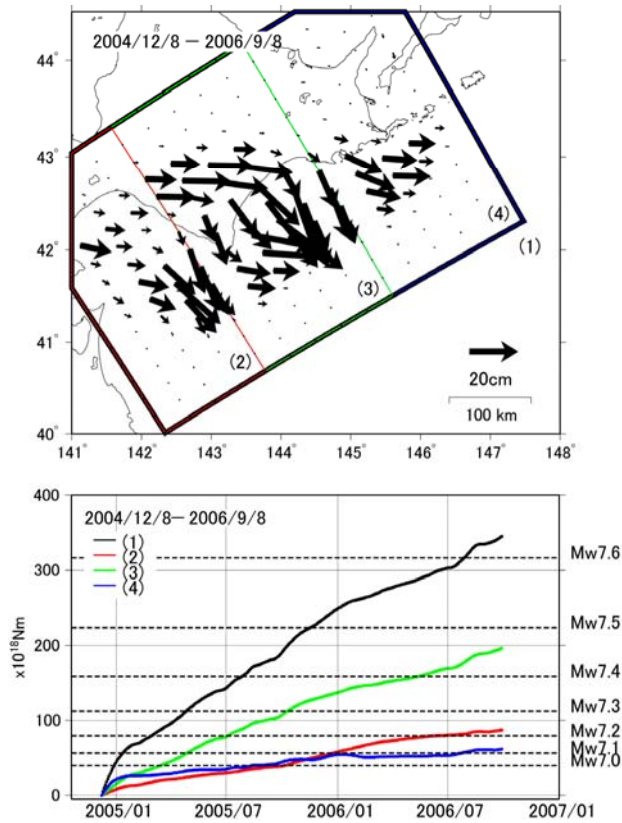 2004/12/8 − 2006/9/8
44°
43°
42°
41°
40°
(4)
(1)
(3)
(2)
20cm
100 km
141° 142° 143° 144° 145° 146° 147° 148°
400
300
200
100
0
x10¹⁸Nm
2004/12/8−2006/9/8
(1)
(2)
(3)
(4)
Mw7.6
Mw7.5
Mw7.4
Mw7.3
Mw7.2
Mw7.1
Mw7.0
2005/01 2005/07 2006/01 2006/07 2007/01